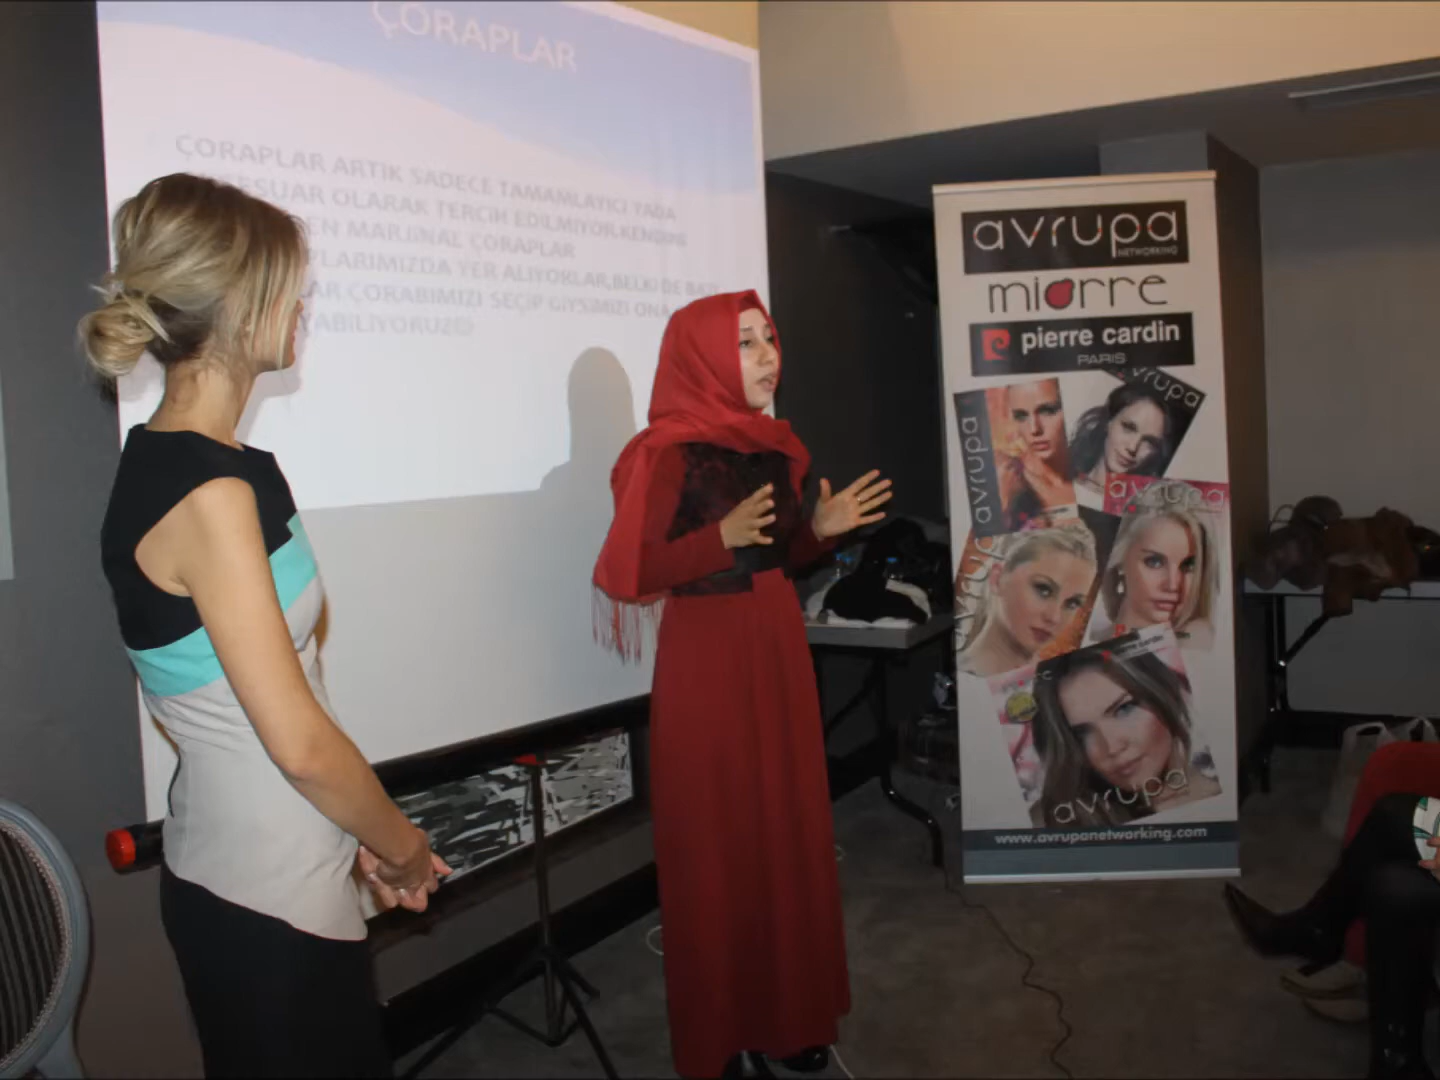 ÇORAPLAR
ÇORAPLAR ARTIK SADECE TAMAMLAYICI YADA
OLARAK TERCİH EDİLMİYOR,KENDİNE
MARJİNAL ÇORAPLAR
YER ALIYORLAR,BELKİ DE
ÇORABIMIZI SEÇİP GİYSİMİZİ ONA
avrupa
NETWORKING
miorre
pierre cardin
PARIS
avrupa
avrupa
avrupa
avrupa
pierre cardin
avrupa
www.avrupanetworking.com